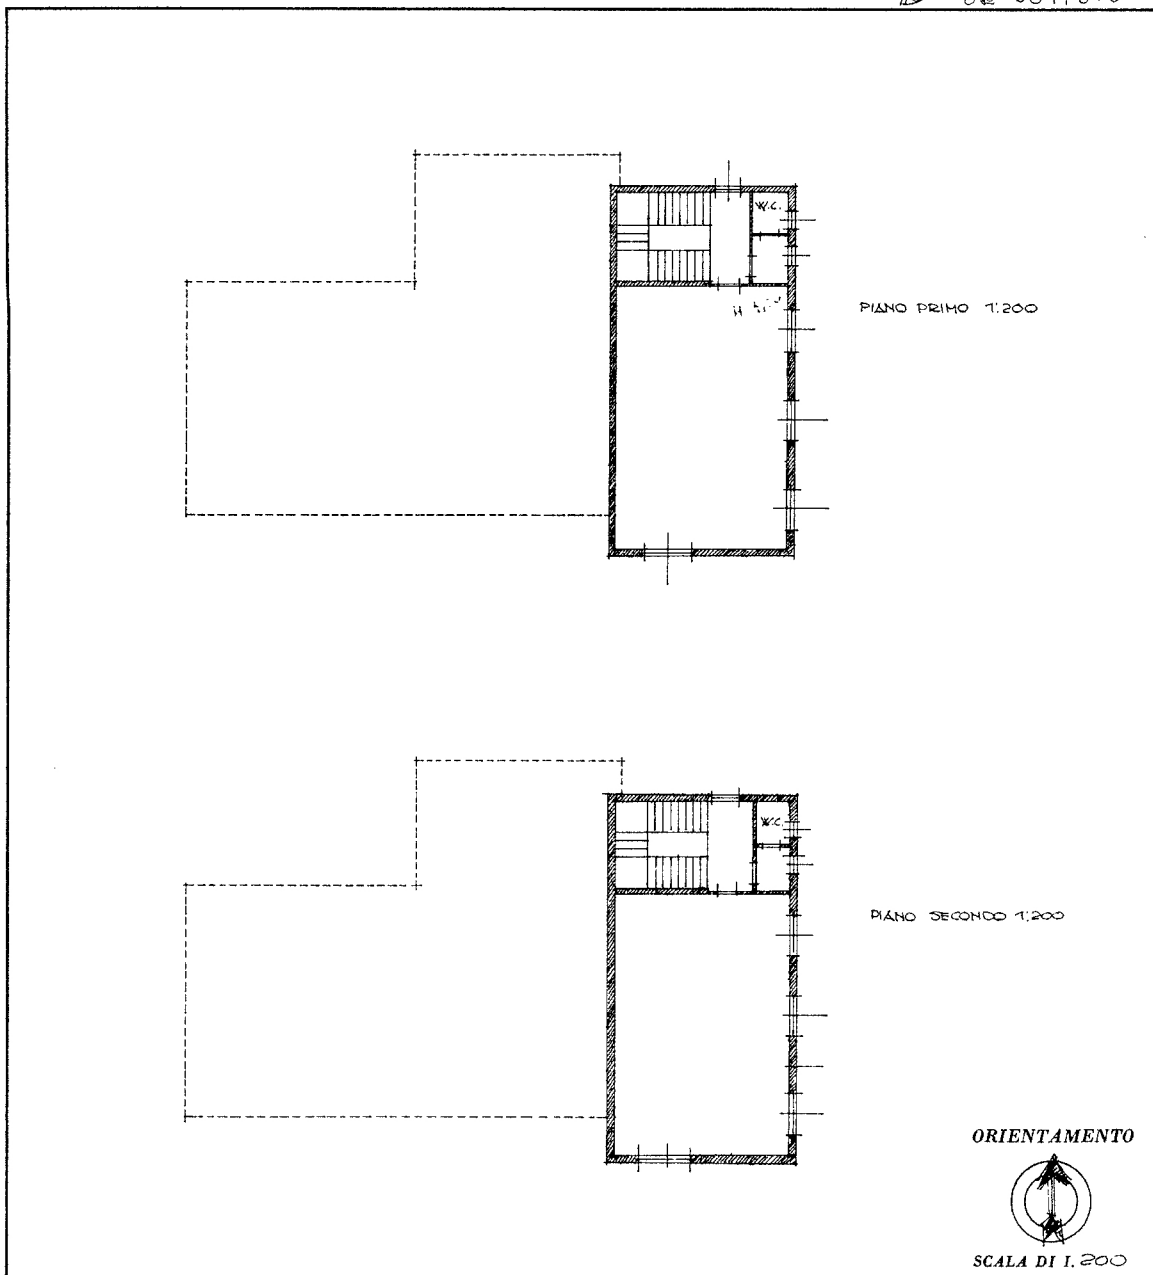 W.C.
PIANO PRIMO 1:200
W.C.
PIANO SECONDO 1:200
ORIENTAMENTO
SCALA DI 1. 200